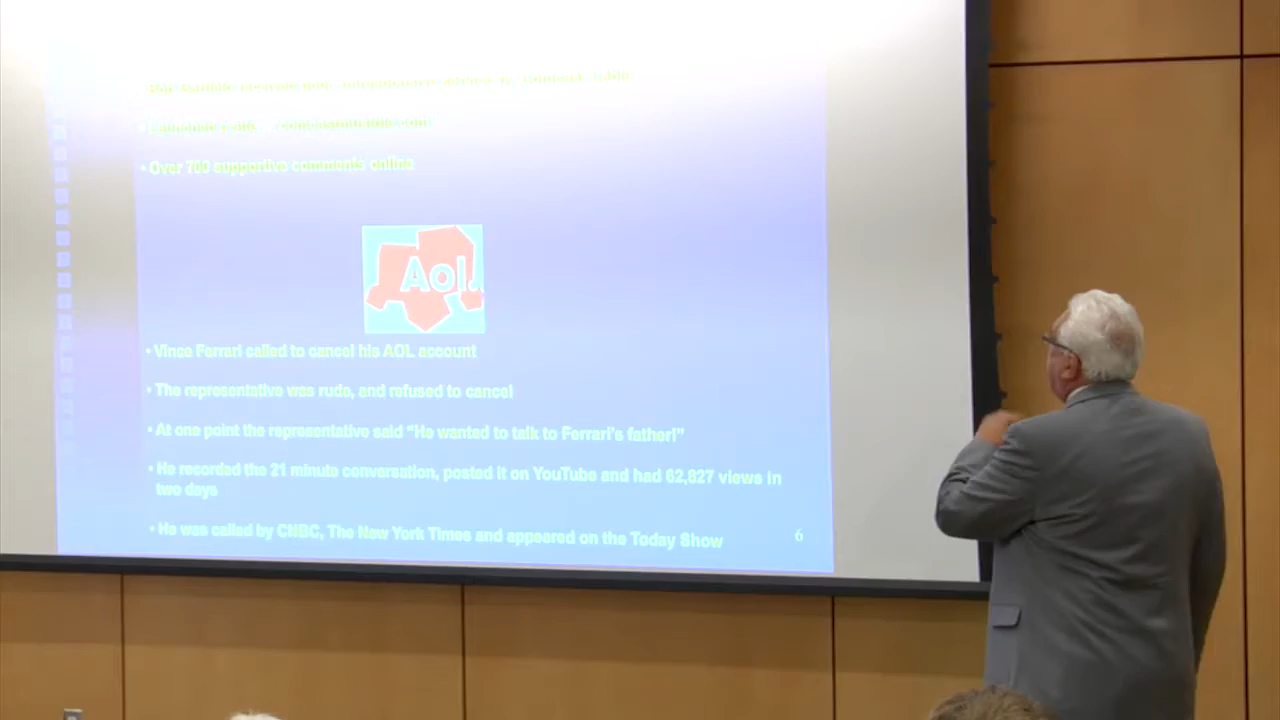 • Over 700 supportive comments online
Aol.
• Vince Ferrari called to cancel his AOL account
• The representative was rude, and refused to cancel
• At one point the representative said “He wanted to talk to Ferrari's father!”
• He recorded the 21 minute conversation, posted it on YouTube and had 62,827 views in
two days
• He was called by CNBC, The New York Times and appeared on the Today Show
6